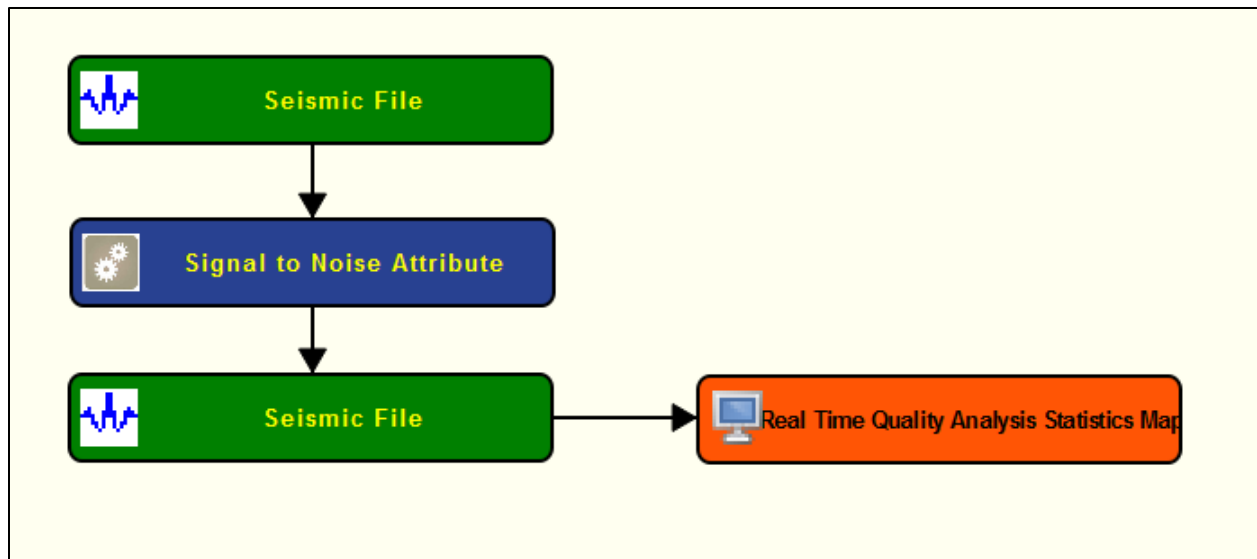 Seismic File
Signal to Noise Attribute
Seismic File
Real Time Quality Analysis Statistics Map